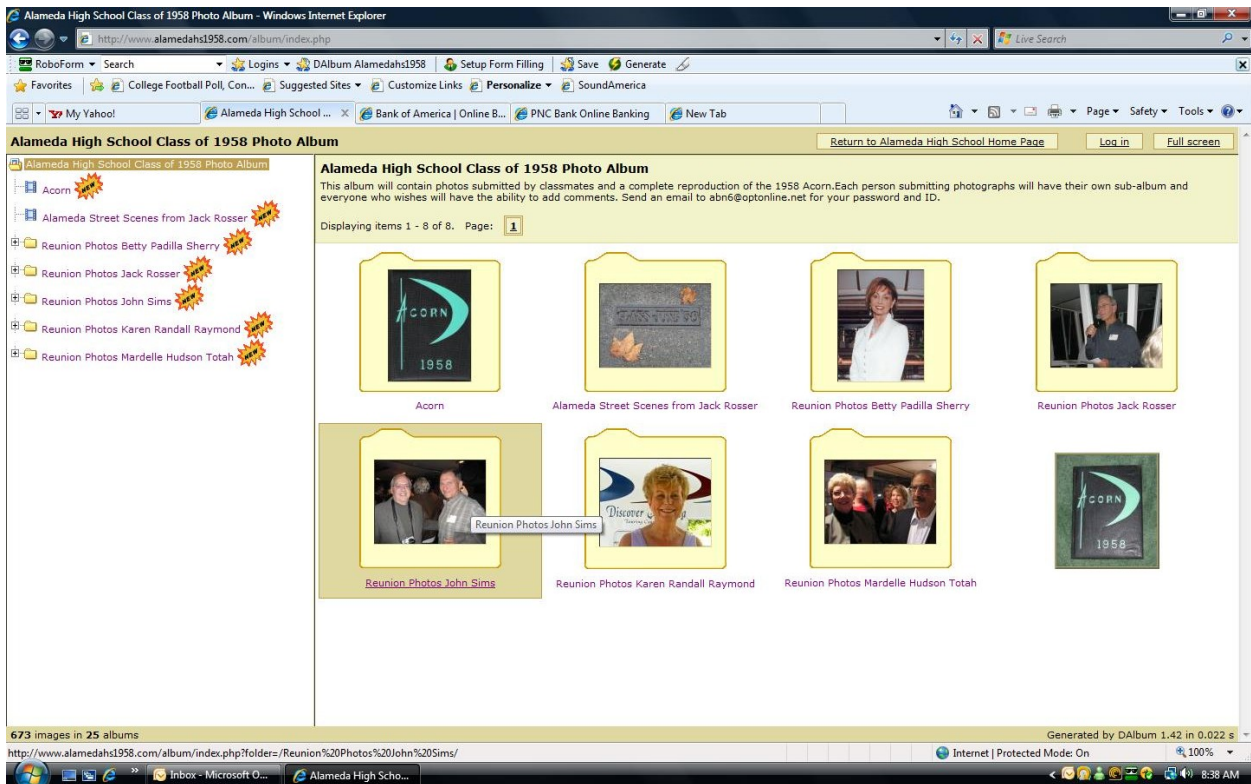 Alameda High School Class of 1958 Photo Album - Windows Internet Explorer
http://www.alamedahs1958.com/album/index.php
Live Search
RoboForm Search Logins DAlbum Alamedahs1958 Setup Form Filling Save Generate
Favorites College Football Poll, Con... Suggested Sites Customize Links Personalize SoundAmerica
My Yahoo! Alameda High School ... X Bank of America | Online B... PNC Bank Online Banking New Tab Page Safety Tools
Alameda High School Class of 1958 Photo Album Return to Alameda High School Home Page Log in Full screen
Alameda High School Class of 1958 Photo Album
Acorn NEW
Alameda Street Scenes from Jack Rosser NEW
Reunion Photos Betty Padilla Sherry NEW
Reunion Photos Jack Rosser NEW
Reunion Photos John Sims NEW
Reunion Photos Karen Randall Raymond NEW
Reunion Photos Mardelle Hudson Totah NEW
Alameda High School Class of 1958 Photo Album
This album will contain photos submitted by classmates and a complete reproduction of the 1958 Acorn.Each person submitting photographs will have their own sub-album and
everyone who wishes will have the ability to add comments. Send an email to abn6@optonline.net for your password and ID.
Displaying items 1 - 8 of 8. Page: 1
ACORN
1958
CLASS JUNE
Acorn
Alameda Street Scenes from Jack Rosser
Reunion Photos Betty Padilla Sherry
Reunion Photos Jack Rosser
Discover
Reunion Photos John Sims
Reunion Photos John Sims
Reunion Photos Karen Randall Raymond
Reunion Photos Mardelle Hudson Totah
ACORN
1958
673 images in 25 albums
Generated by DAlbum 1.42 in 0.022 s
http://www.alamedahs1958.com/album/index.php?folder=/Reunion%20Photos%20John%20Sims/
Internet | Protected Mode: On 100%
Inbox - Microsoft O... Alameda High Scho... 8:38 AM